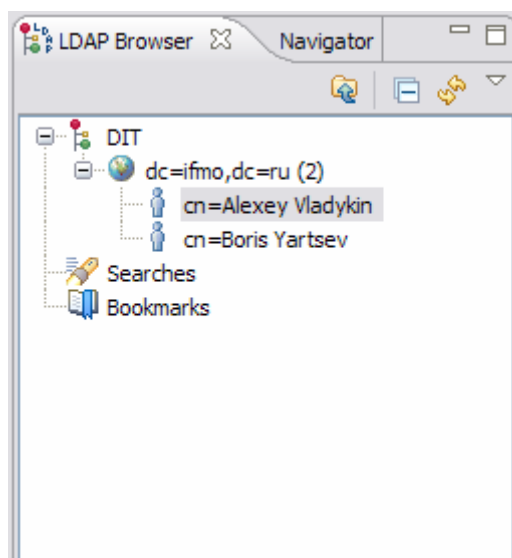 LDAP Browser Navigator
DIT
dc=ifmo,dc=ru (2)
cn=Alexey Vladykin
cn=Boris Yartsev
Searches
Bookmarks